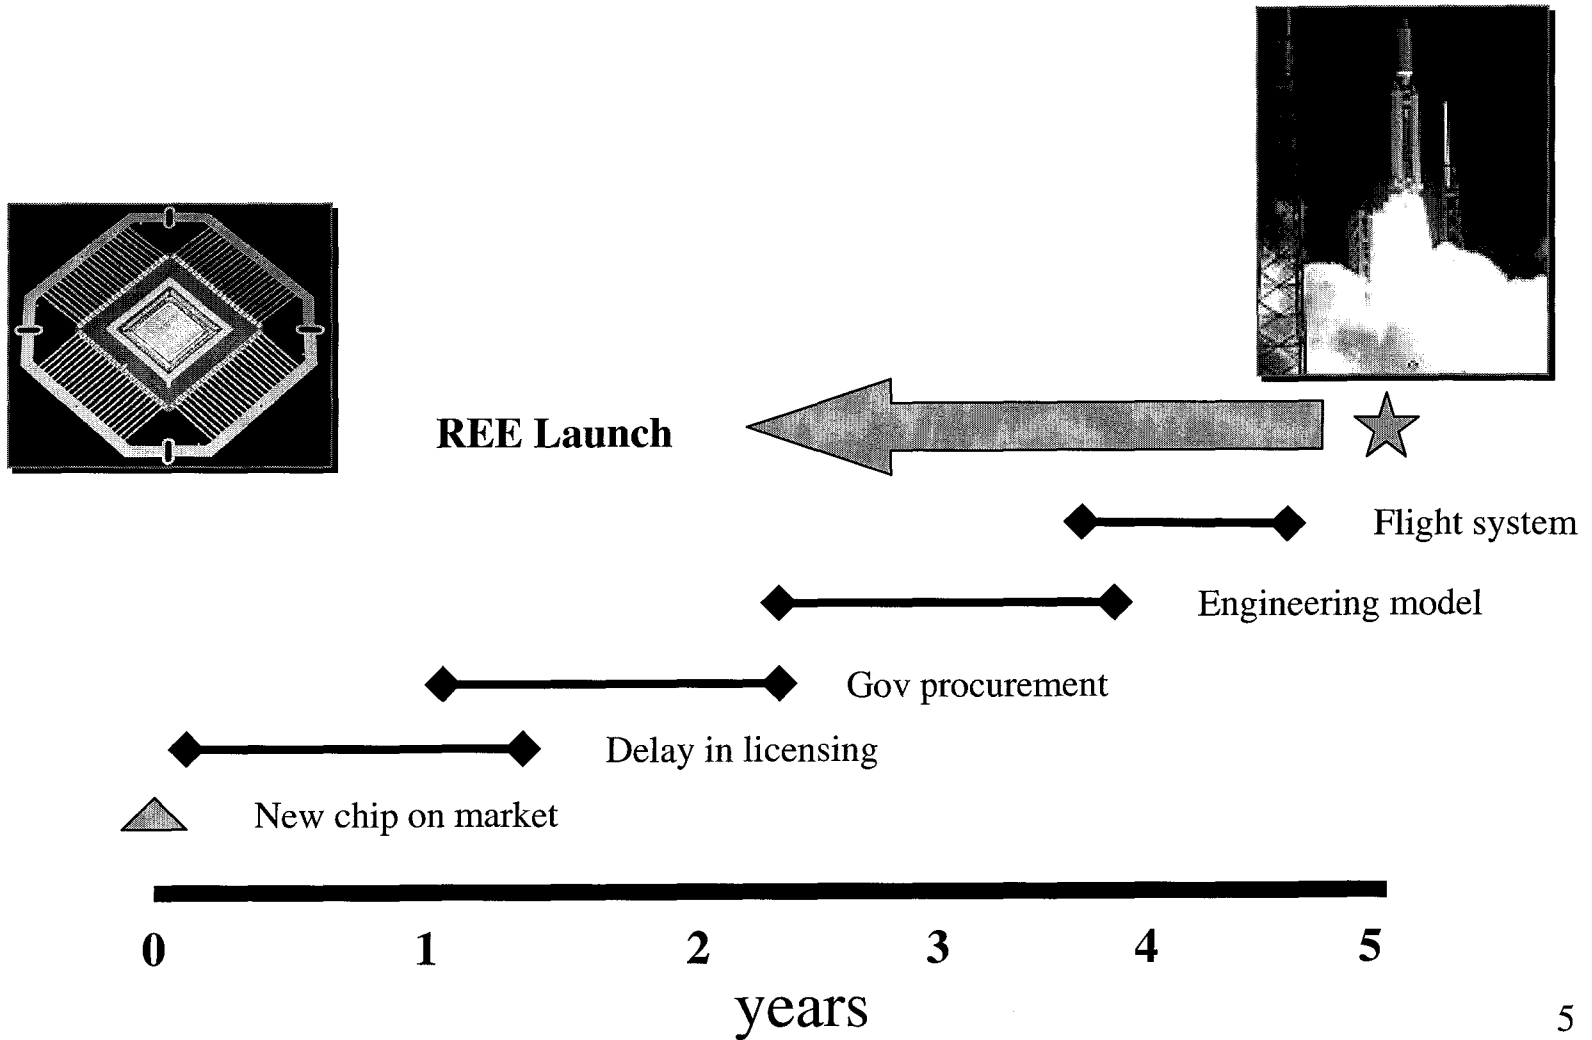 REE Launch
Flight system
Engineering model
Gov procurement
Delay in licensing
New chip on market
0 1 2 3 4 5
years
5